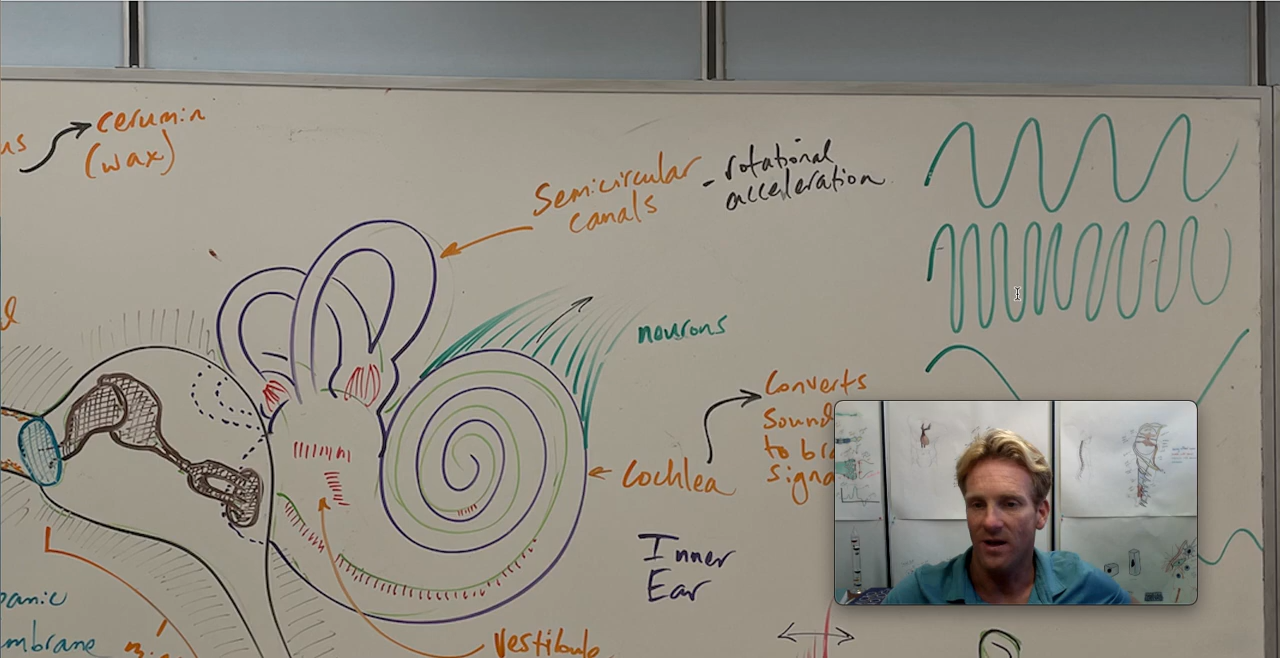 cerumin
(wax)
Semicircular
canals
- rotational
acceleration
neurons
Converts
Sound
to
Cochlea
Inner
Ear
vestibule